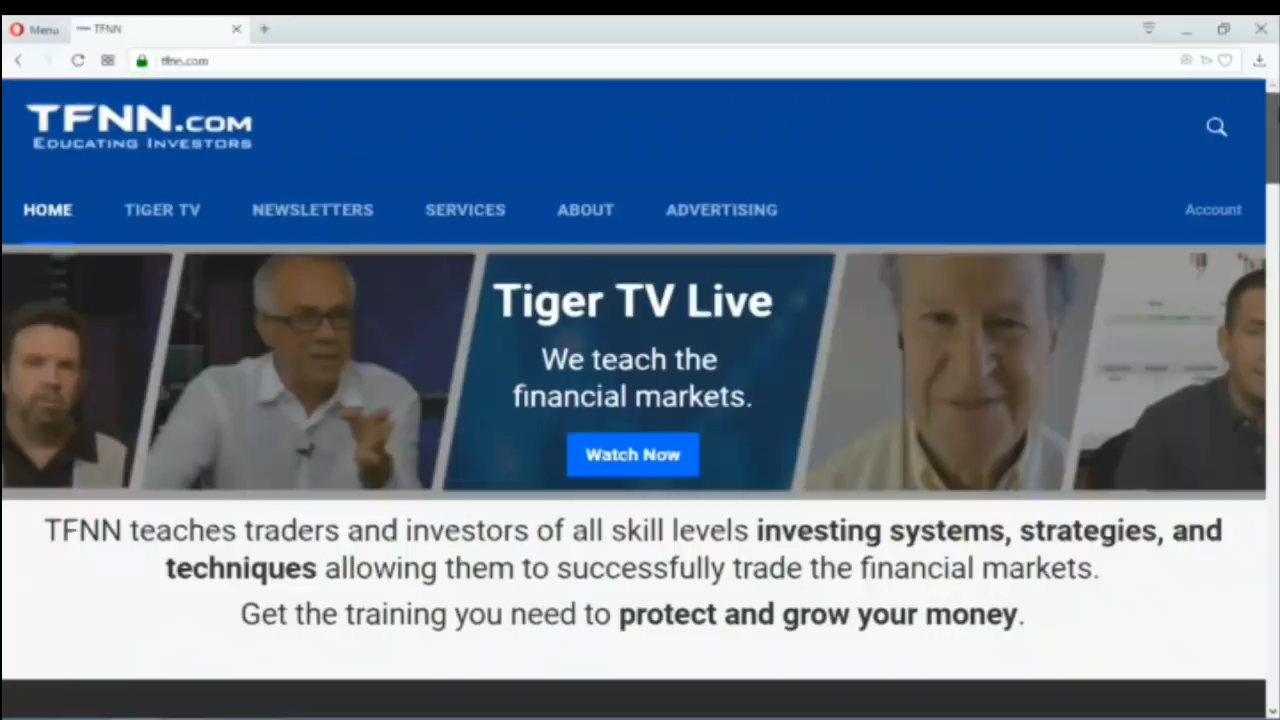 Menu
TFNN
tfnn.com
TFNN.COM
EDUCATING INVESTORS
HOME TIGER TV NEWSLETTERS SERVICES ABOUT ADVERTISING Account
Tiger TV Live
We teach the
financial markets.
Watch Now
TFNN teaches traders and investors of all skill levels investing systems, strategies, and
techniques allowing them to successfully trade the financial markets.
Get the training you need to protect and grow your money.